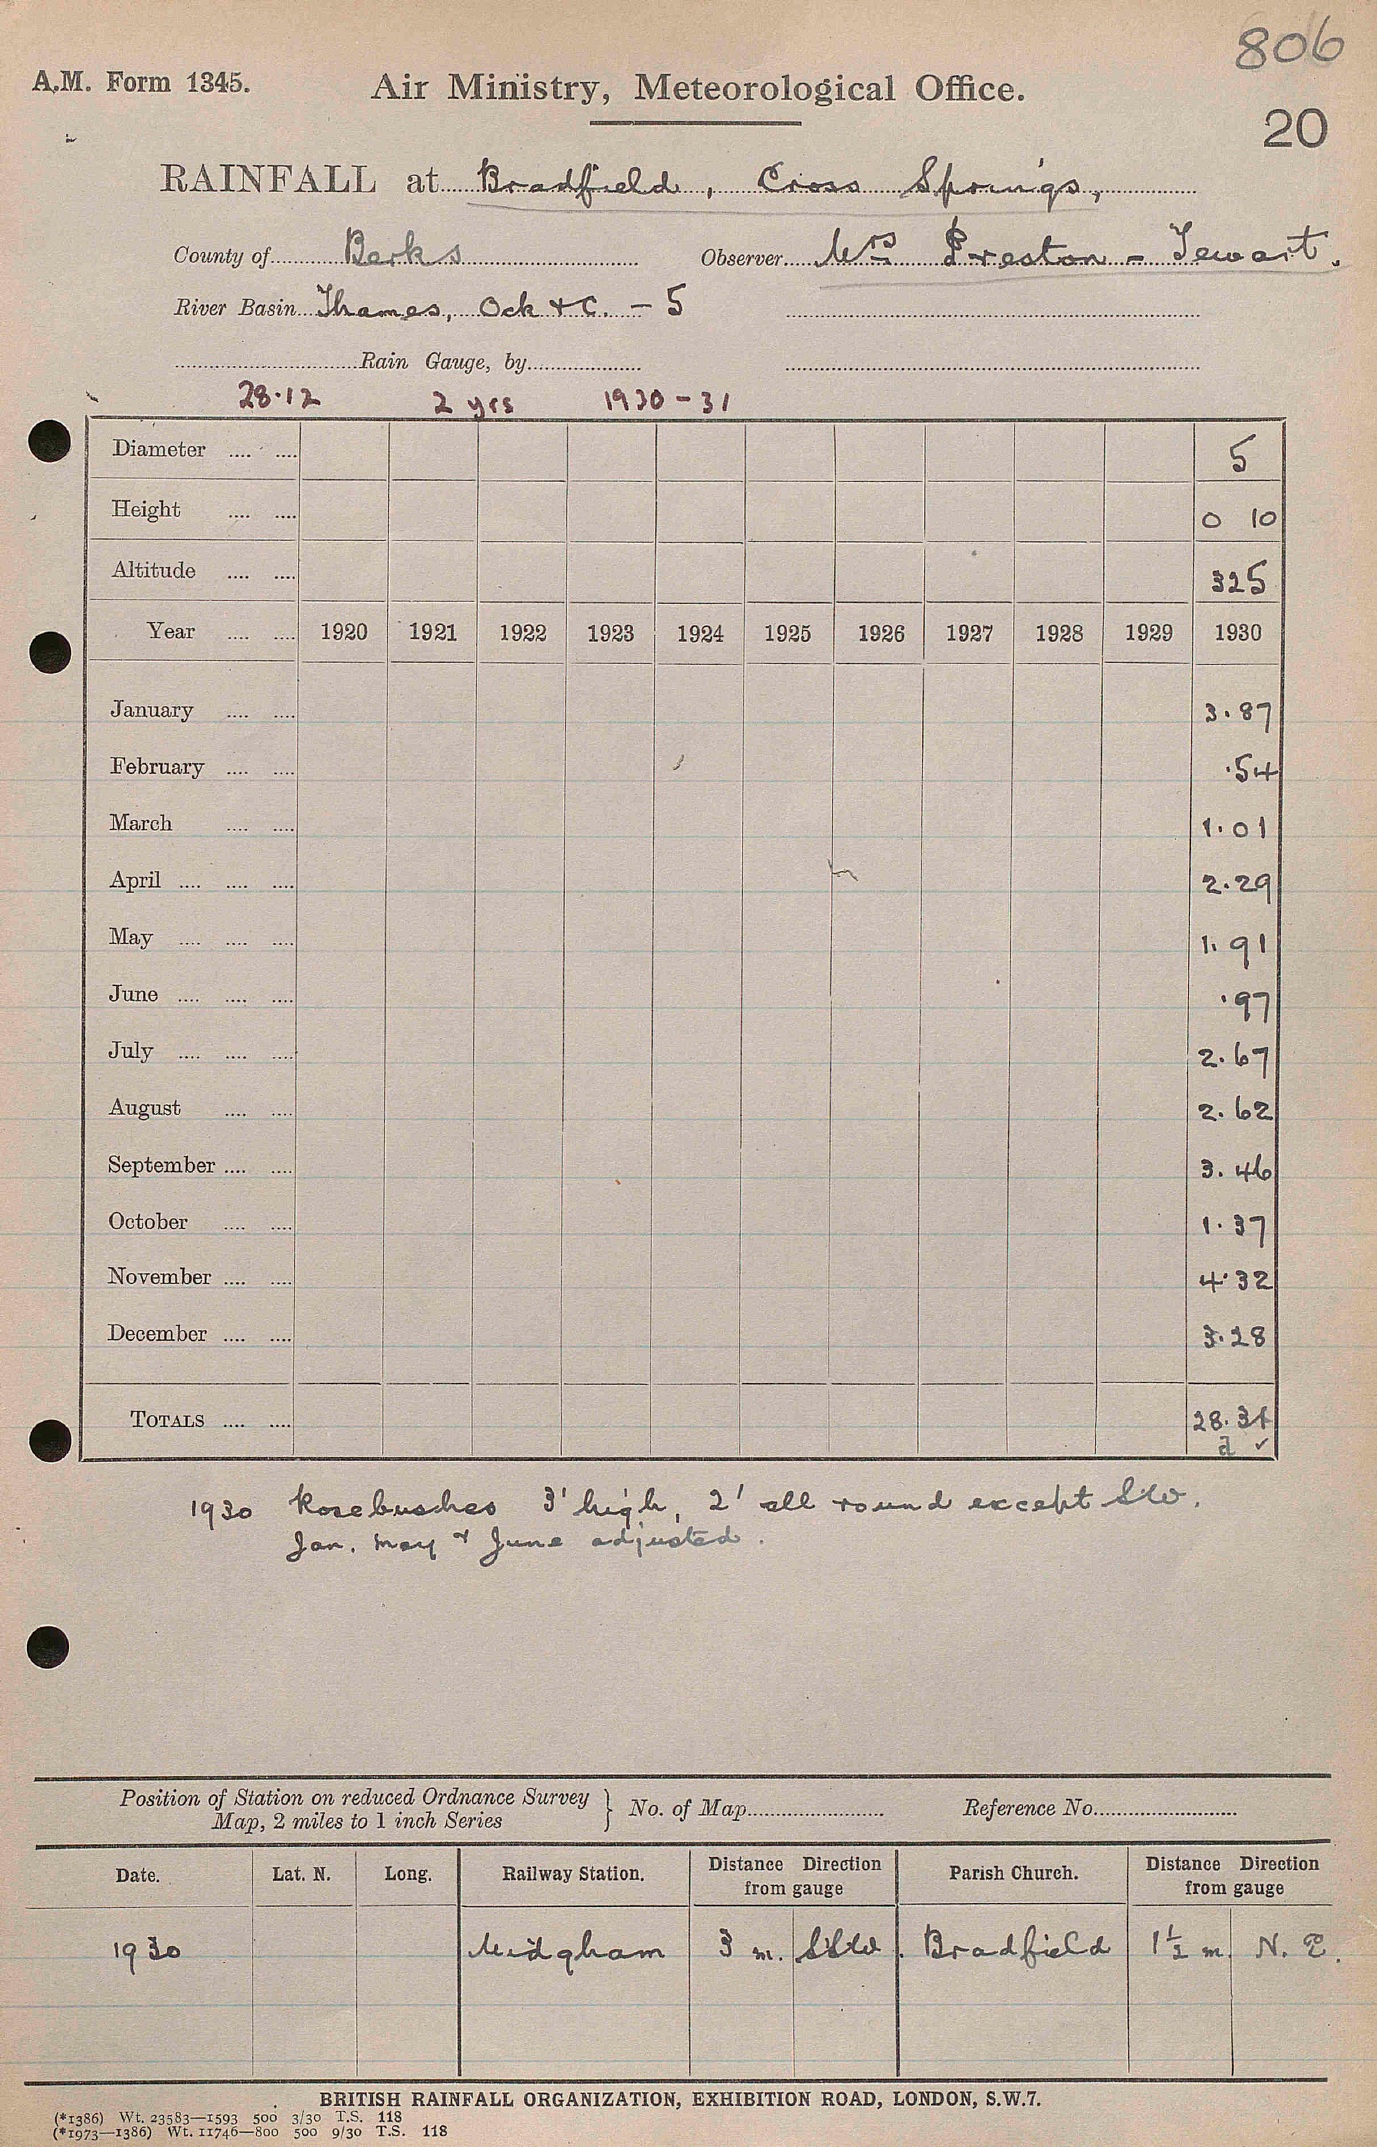 806
A.M. Form 1345. Air Ministry, Meteorological Office.
20
RAINFALL at Bradfield, Cross Springs,
County of Berks Observer Mrs Preston - Tewart.
River Basin Thames, Ock &c. - 5
Rain Gauge, by
28.12 2 yrs 1930-31
Diameter 5
Height 0 10
Altitude 325
Year 1920 1921 1922 1923 1924 1925 1926 1927 1928 1929 1930
January 3.87
February .54
March 1.01
April 2.29
May 1.91
June .97
July 2.67
August 2.62
September 3.46
October 1.37
November 4.32
December 3.28
TOTALS 28.31
a ✓
1930 Rosebushes 3' high, 2' all round except SW.
Jan. May & June adjusted.
Position of Station on reduced Ordnance Survey
Map, 2 miles to 1 inch Series } No. of Map Reference No.
Date. Lat. N. Long. Railway Station. Distance Direction from gauge Parish Church. Distance Direction from gauge
1930 Midgham 3 m. SSW. Bradfield 1½ m. N.E.
BRITISH RAINFALL ORGANIZATION, EXHIBITION ROAD, LONDON, S.W.7.
(*1386) Wt. 23583—1593 500 3/30 T.S. 118
(*1973—1386) Wt. 11746—800 500 9/30 T.S. 118